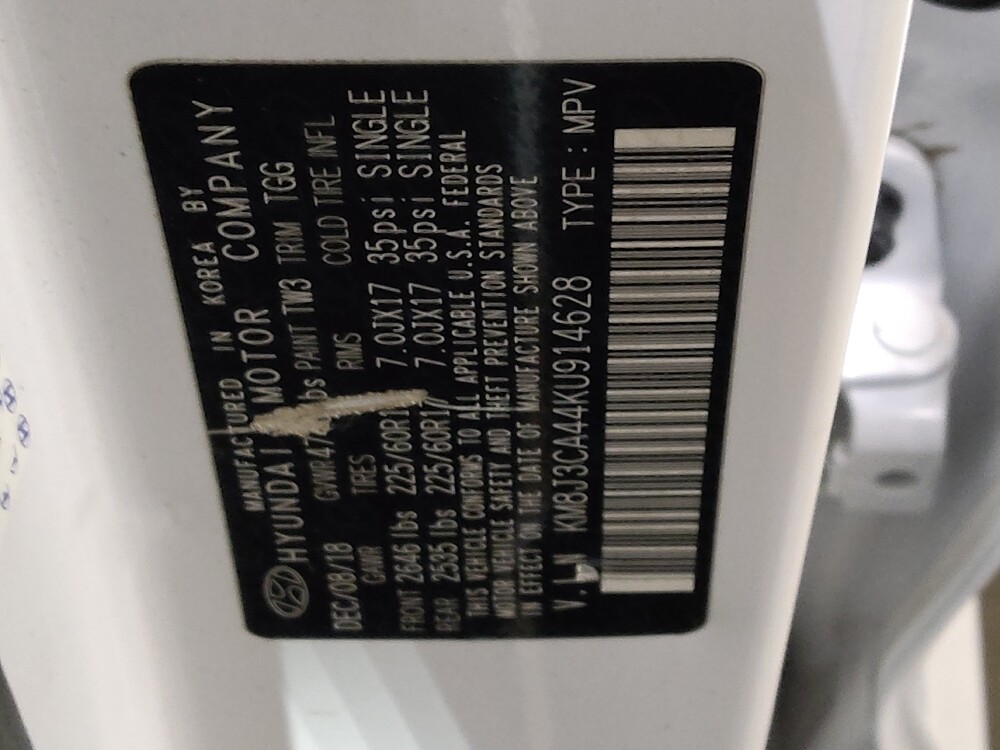 MANUFACTURED IN KOREA BY
HYUNDAI MOTOR COMPANY
DEC/08/18 lbs PAINT TW3 TRIM TGG
GAWR TIRES RMS COLD TIRE INFL
FRONT 2646 lbs 225/60R17 7.0JX17 35psi SINGLE
REAR 2535 lbs 225/60R17 7.0JX17 35psi SINGLE
THIS VEHICLE CONFORMS TO ALL APPLICABLE U.S.A. FEDERAL
MOTOR VEHICLE SAFETY AND THEFT PREVENTION STANDARDS
IN EFFECT ON THE DATE OF MANUFACTURE SHOWN ABOVE
KM8J3CA44KU914628 TYPE : MPV